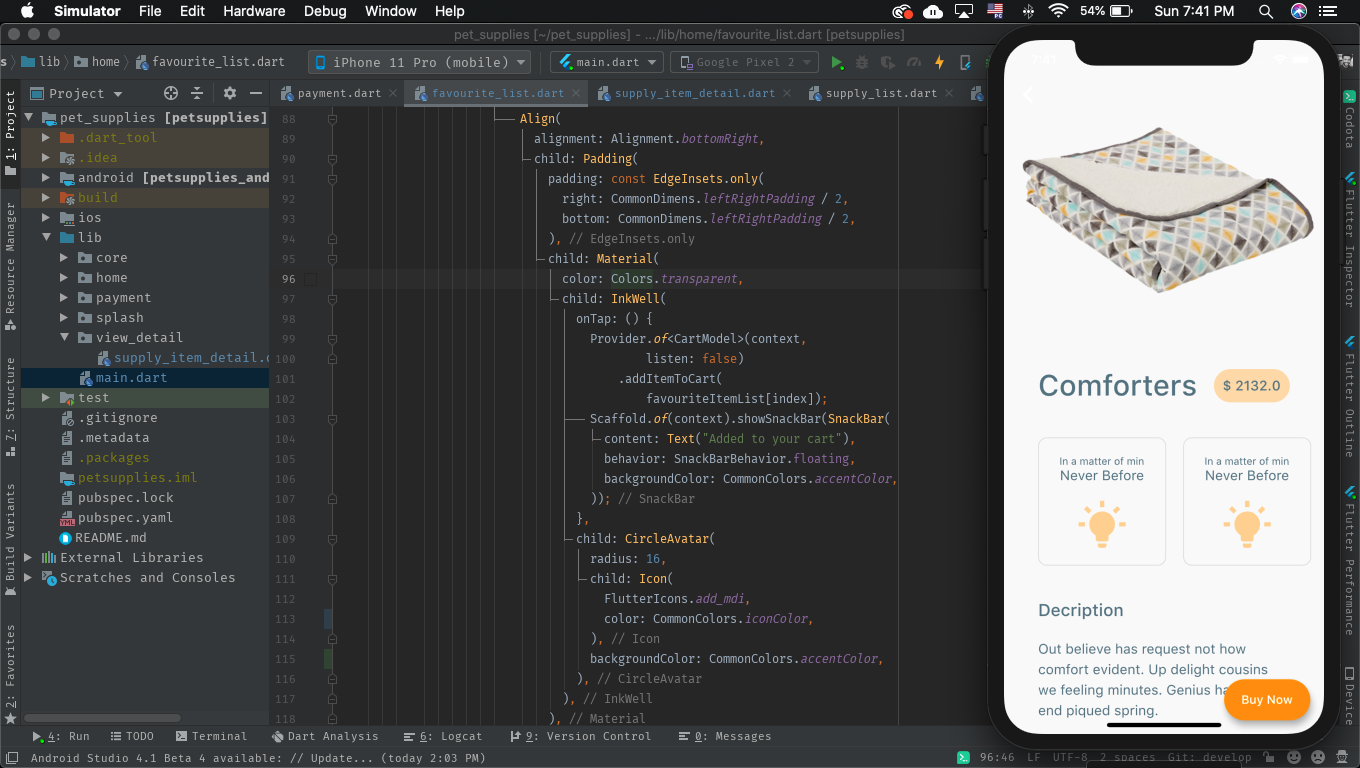 Simulator File Edit Hardware Debug Window Help 54% Sun 7:41 PM
pet_supplies [~/pet_supplies] - .../lib/home/favourite_list.dart [petsupplies]
s lib home favourite_list.dart iPhone 11 Pro (mobile) main.dart Google Pixel 2
Project payment.dart favourite_list.dart supply_item_detail.dart supply_list.dart
1: Project
Resource Manager
7: Structure
Build Variants
2: Favorites
pet_supplies [petsupplies]
.dart_tool
.idea
android [petsupplies_and
build
ios
lib
core
home
payment
splash
view_detail
supply_item_detail.d
main.dart
test
.gitignore
.metadata
.packages
petsupplies.iml
pubspec.lock
pubspec.yaml
README.md
External Libraries
Scratches and Consoles
88 Align(
89 alignment: Alignment.bottomRight,
90 child: Padding(
91 padding: const EdgeInsets.only(
92 right: CommonDimens.leftRightPadding / 2,
93 bottom: CommonDimens.leftRightPadding / 2,
94 ), // EdgeInsets.only
95 child: Material(
96 color: Colors.transparent,
97 child: InkWell(
98 onTap: () {
99 Provider.of<CartModel>(context,
100 listen: false)
101 .addItemToCart(
102 favouriteItemList[index]);
103 Scaffold.of(context).showSnackBar(SnackBar(
104 content: Text("Added to your cart"),
105 behavior: SnackBarBehavior.floating,
106 backgroundColor: CommonColors.accentColor,
107 )); // SnackBar
108 },
109 child: CircleAvatar(
110 radius: 16,
111 child: Icon(
112 FlutterIcons.add_mdi,
113 color: CommonColors.iconColor,
114 ), // Icon
115 backgroundColor: CommonColors.accentColor,
116 ), // CircleAvatar
117 ), // InkWell
118 ), // Material
Comforters $ 2132.0
In a matter of min
Never Before
In a matter of min
Never Before
Decription
Out believe has request not how
comfort evident. Up delight cousins
we feeling minutes. Genius ha
end piqued spring.
Buy Now
Codota
Flutter Inspector
Flutter Outline
Flutter Performance
Device
4: Run TODO Terminal Dart Analysis 6: Logcat 9: Version Control 0: Messages
Android Studio 4.1 Beta 4 available: // Update... (today 2:03 PM) 96:46 LF UTF-8 2 spaces Git: develop